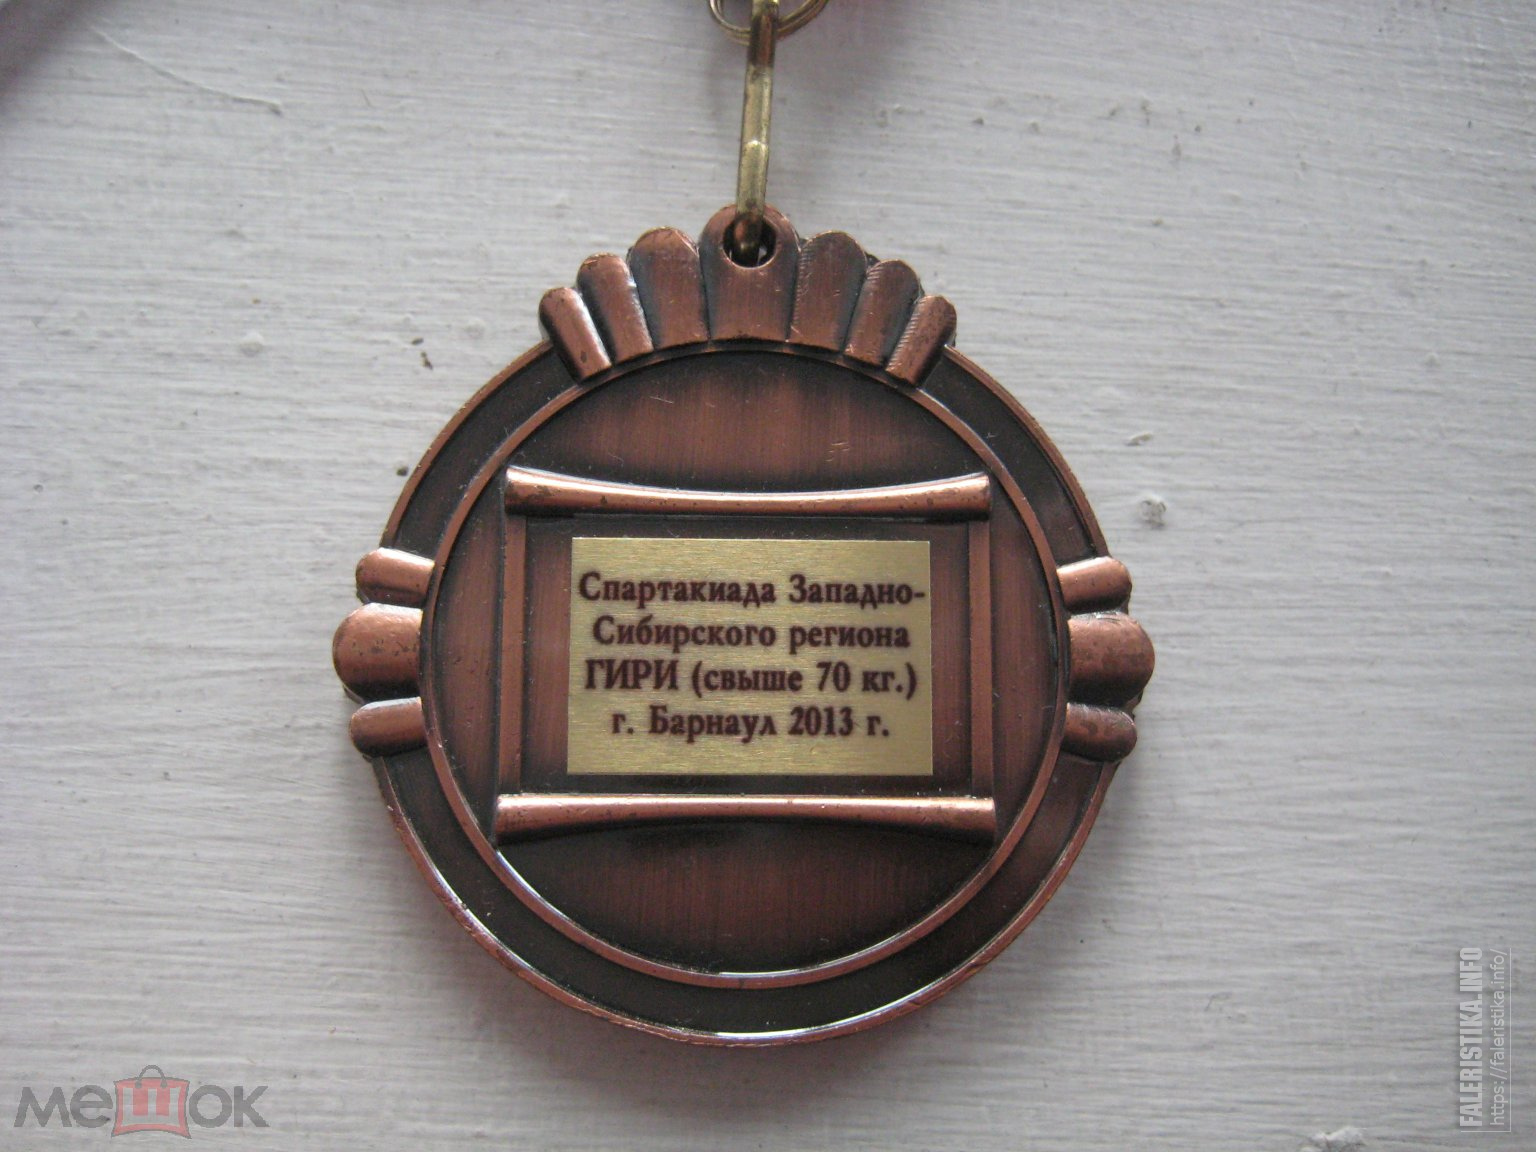 Спартакиада Западно-
Сибирского региона
ГИРИ (свыше 70 кг.)
г. Барнаул 2013 г.
мешок
FALERISTIKA.INFO
https://faleristika.info/